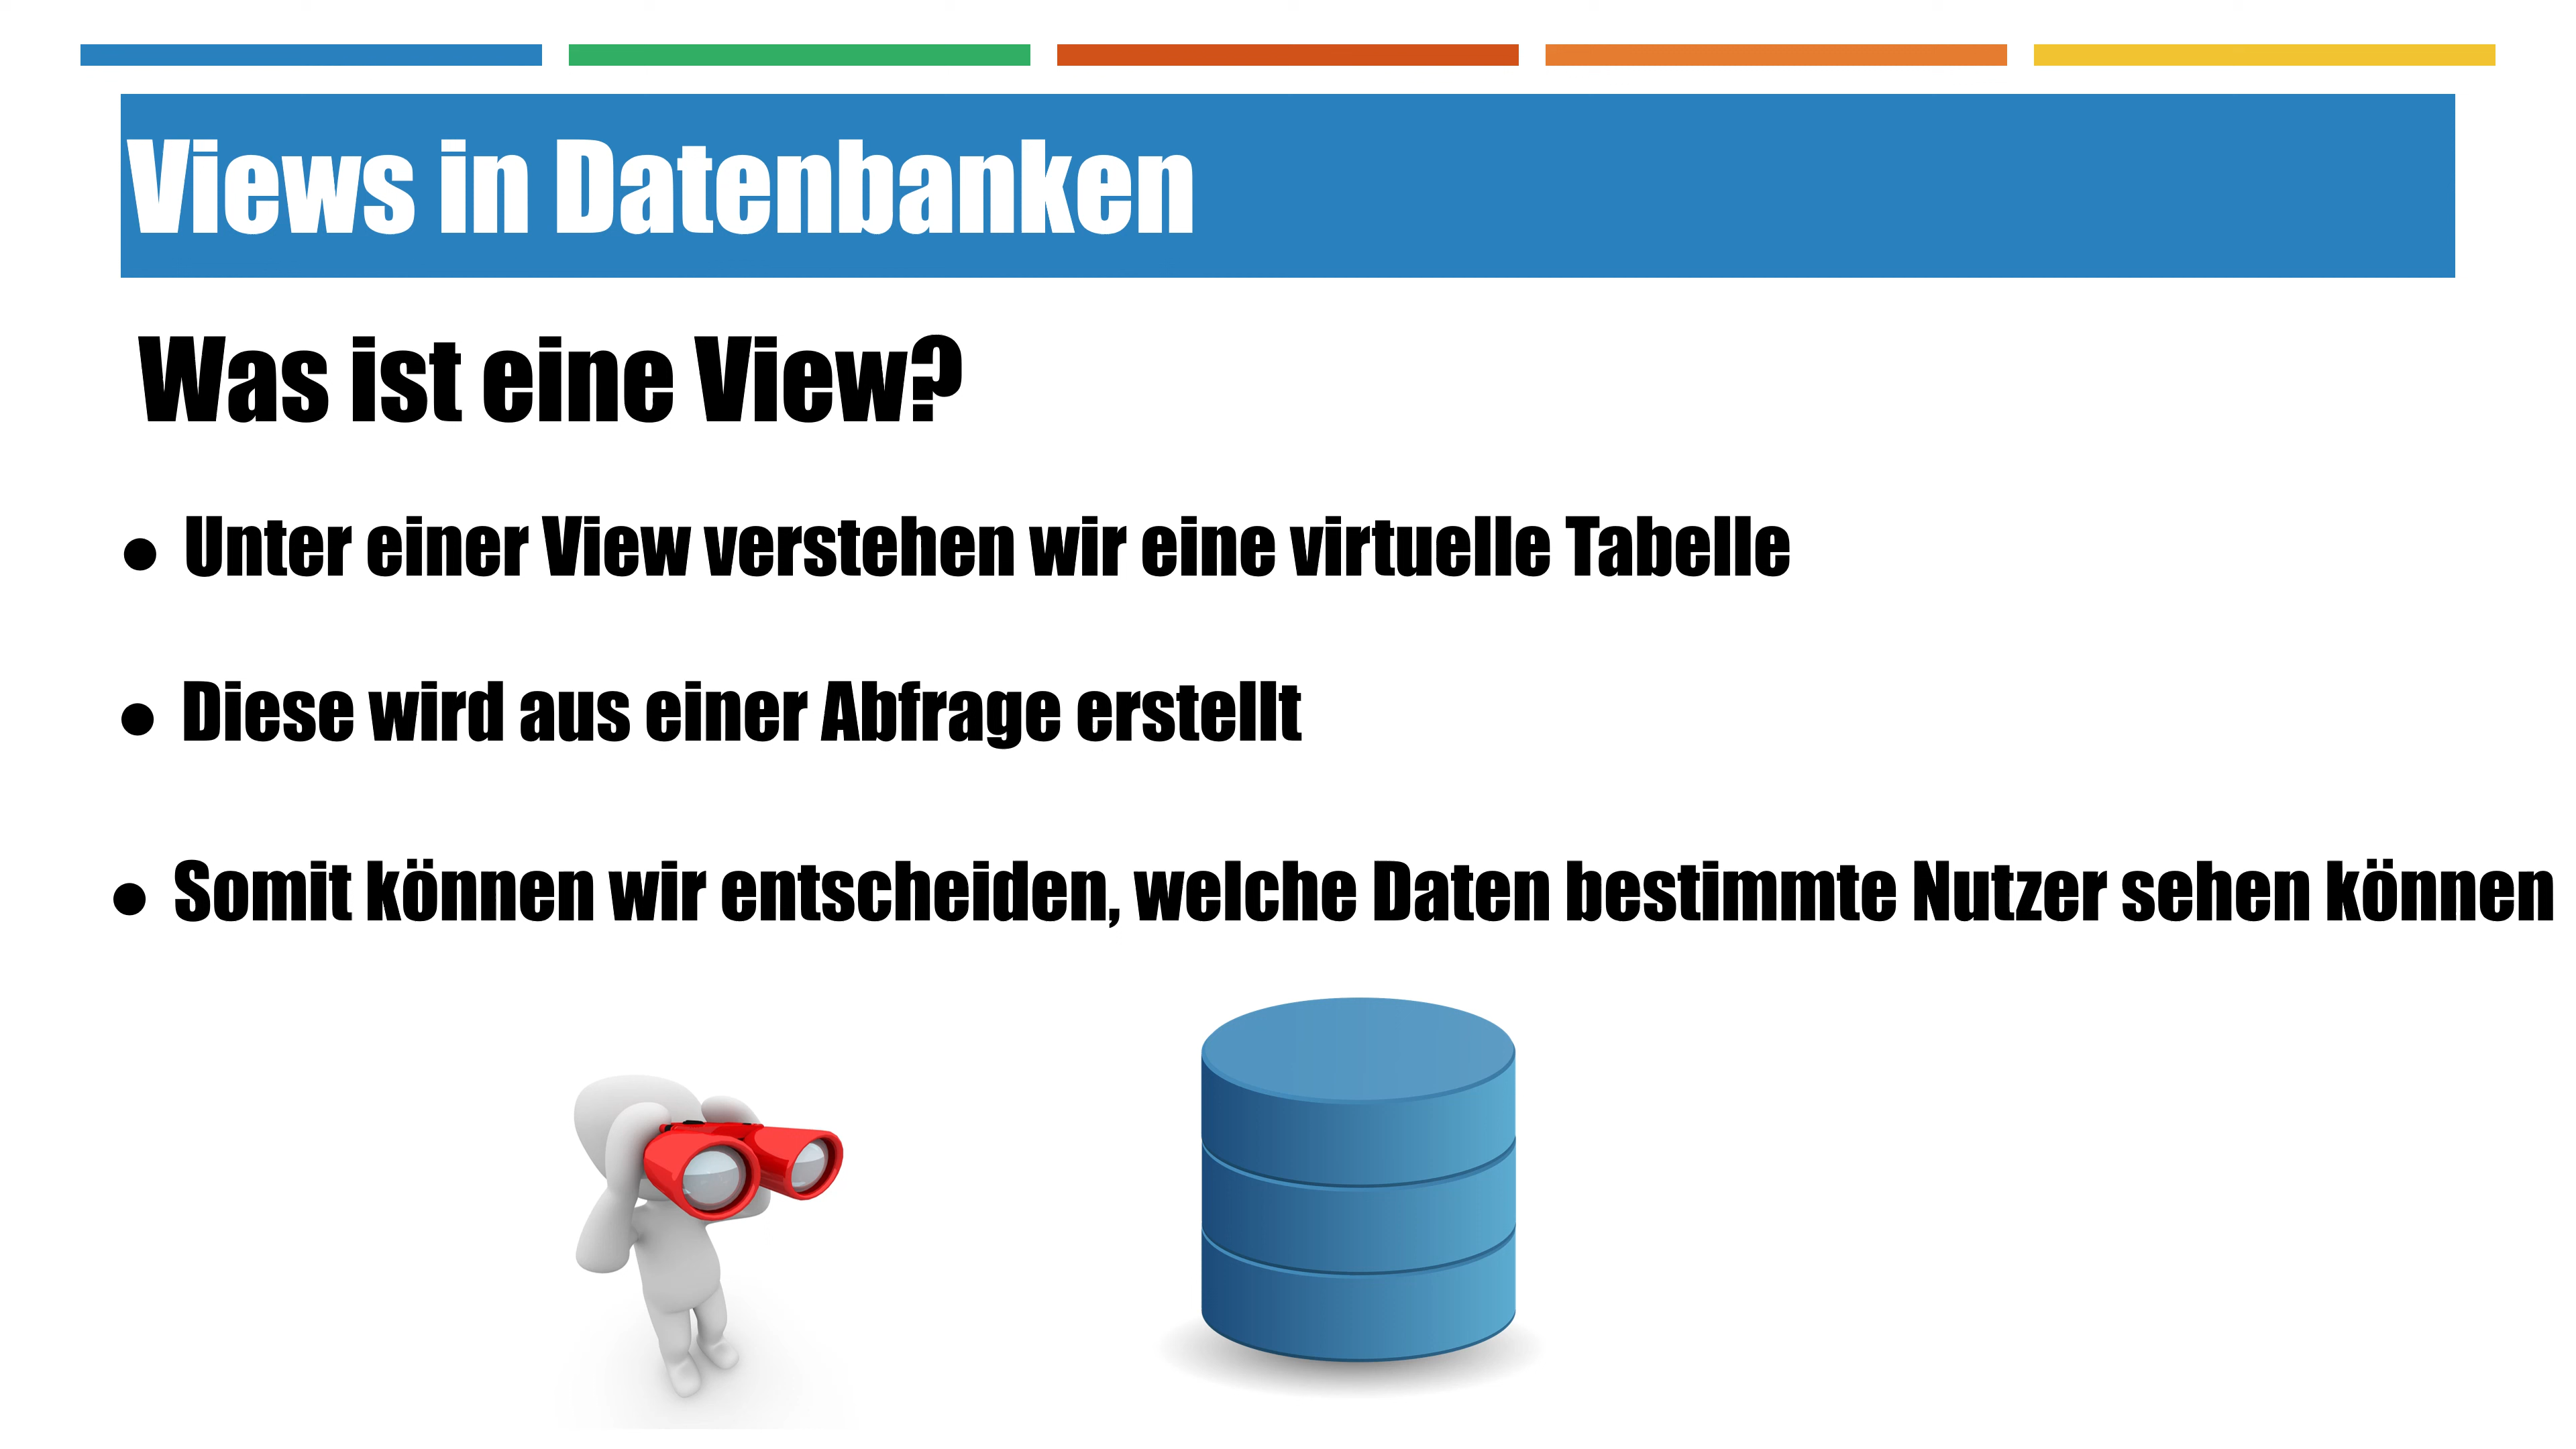 Views in Datenbanken
Was ist eine View?
• Unter einer View verstehen wir eine virtuelle Tabelle
• Diese wird aus einer Abfrage erstellt
• Somit können wir entscheiden, welche Daten bestimmte Nutzer sehen können